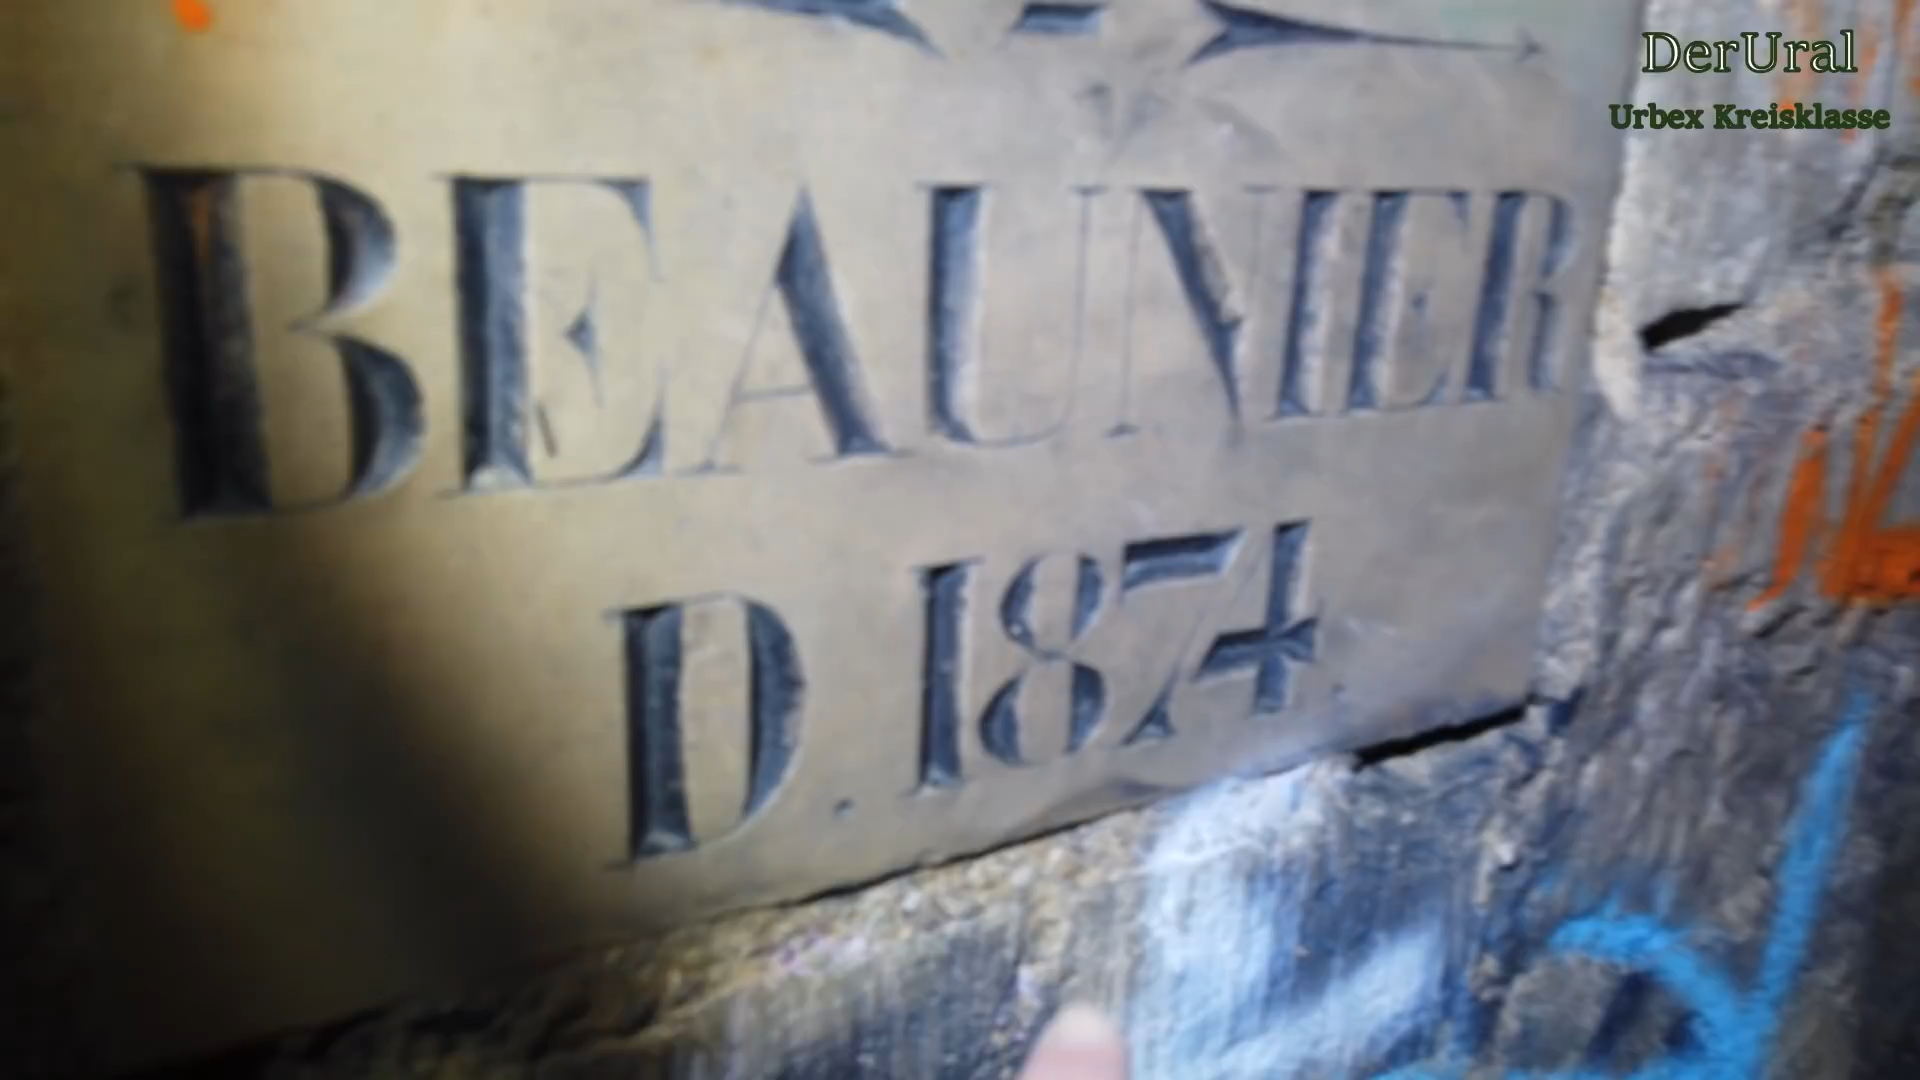 DerUral
Urbex Kreisklasse
BEAUNIER
D. 1874.